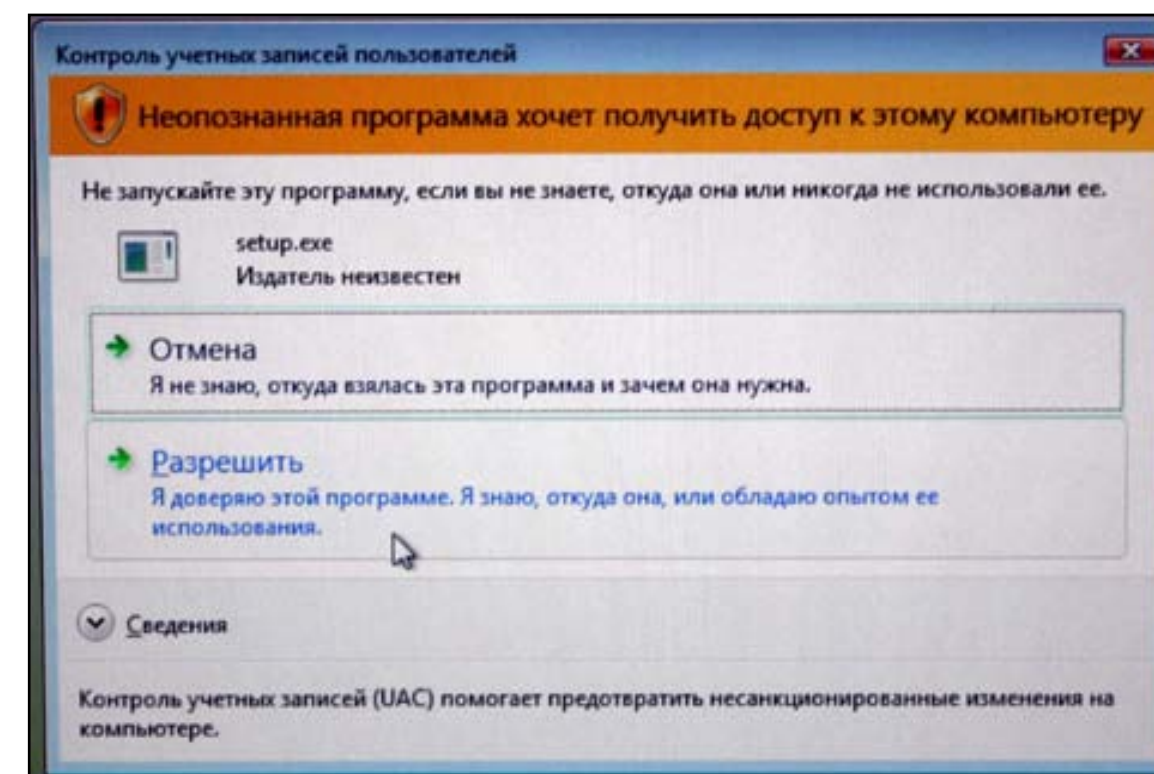 Контроль учетных записей пользователей
Неопознанная программа хочет получить доступ к этому компьютеру
Не запускайте эту программу, если вы не знаете, откуда она или никогда не использовали ее.
setup.exe
Издатель неизвестен
Отмена
Я не знаю, откуда взялась эта программа и зачем она нужна.
Разрешить
Я доверяю этой программе. Я знаю, откуда она, или обладаю опытом ее
использования.
Сведения
Контроль учетных записей (UAC) помогает предотвратить несанкционированные изменения на
компьютере.